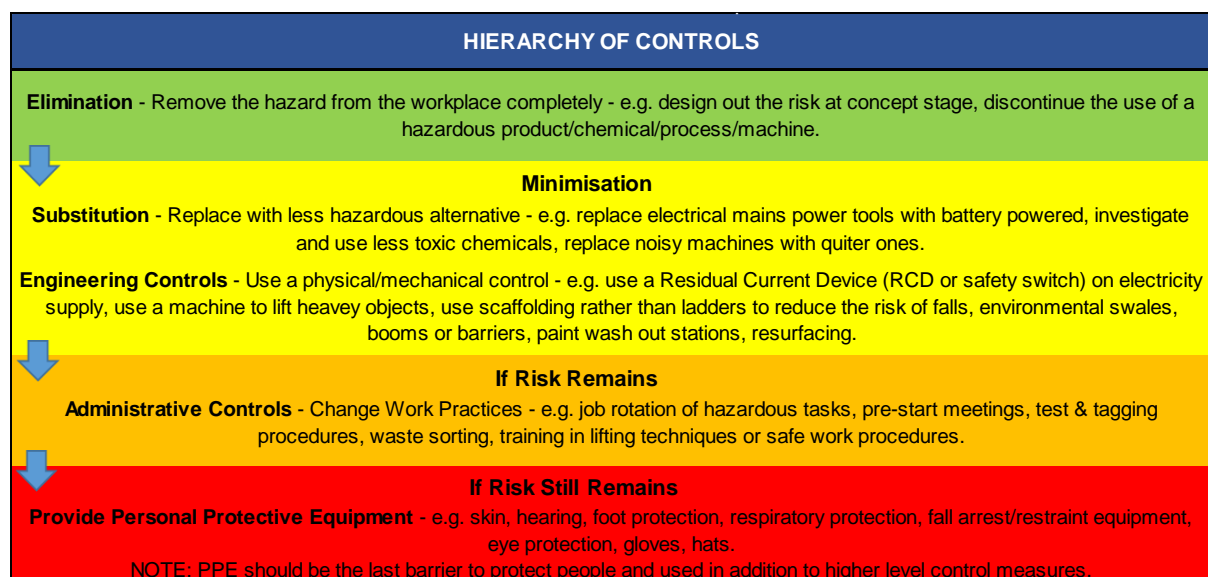 HIERARCHY OF CONTROLS
Elimination - Remove the hazard from the workplace completely - e.g. design out the risk at concept stage, discontinue the use of a
hazardous product/chemical/process/machine.
Minimisation
Substitution - Replace with less hazardous alternative - e.g. replace electrical mains power tools with battery powered, investigate
and use less toxic chemicals, replace noisy machines with quiter ones.
Engineering Controls - Use a physical/mechanical control - e.g. use a Residual Current Device (RCD or safety switch) on electricity
supply, use a machine to lift heavey objects, use scaffolding rather than ladders to reduce the risk of falls, environmental swales,
booms or barriers, paint wash out stations, resurfacing.
If Risk Remains
Administrative Controls - Change Work Practices - e.g. job rotation of hazardous tasks, pre-start meetings, test & tagging
procedures, waste sorting, training in lifting techniques or safe work procedures.
If Risk Still Remains
Provide Personal Protective Equipment - e.g. skin, hearing, foot protection, respiratory protection, fall arrest/restraint equipment,
eye protection, gloves, hats.
NOTE: PPE should be the last barrier to protect people and used in addition to higher level control measures.